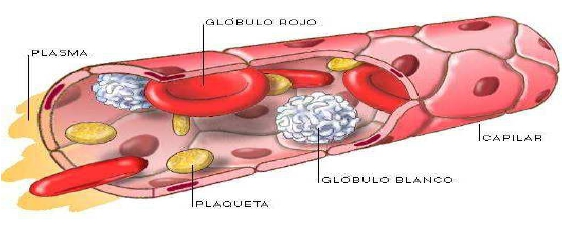 GLÓBULO ROJO
PLASMA
CAPILAR
GLÓBULO BLANCO
PLAQUETA